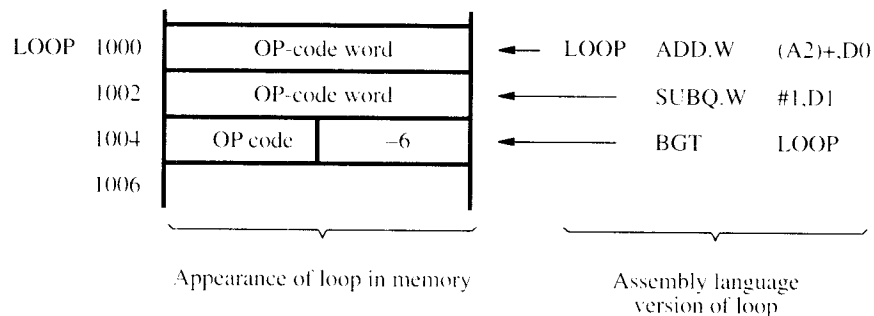 LOOP 1000 OP-code word LOOP ADD.W (A2)+,D0
1002 OP-code word SUBQ.W #1,D1
1004 OP code –6 BGT LOOP
1006
Appearance of loop in memory Assembly language
version of loop